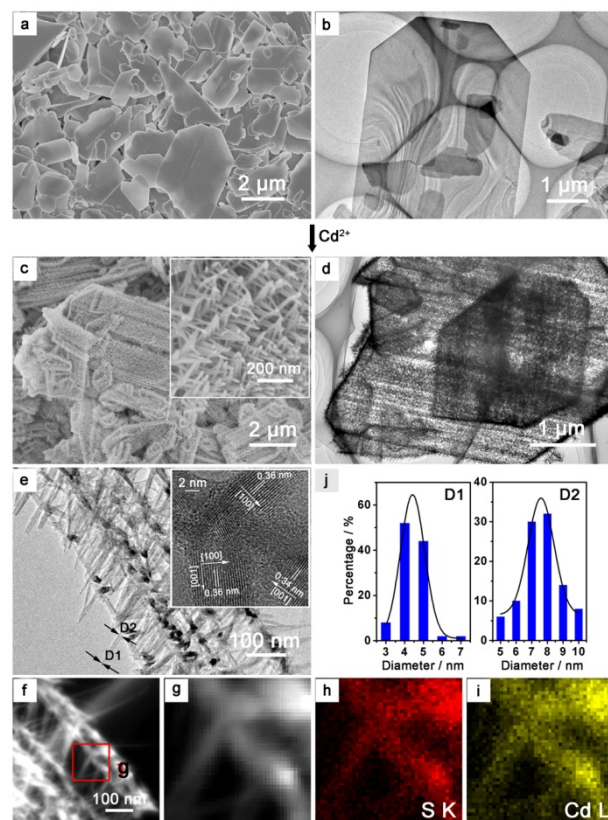 a
2 μm
b
1 μm
Cd²⁺
c
200 nm
2 μm
d
1 μm
e
2 nm
0.36 nm
[100]
[100]
[001]
0.36 nm
0.34 nm
[001]
D2
D1
100 nm
j
D1
Percentage / %
60
40
20
0
3 4 5 6 7
Diameter / nm
D2
40
30
20
10
0
5 6 7 8 9 10
Diameter / nm
f
g
100 nm
g
h
S K
i
Cd L